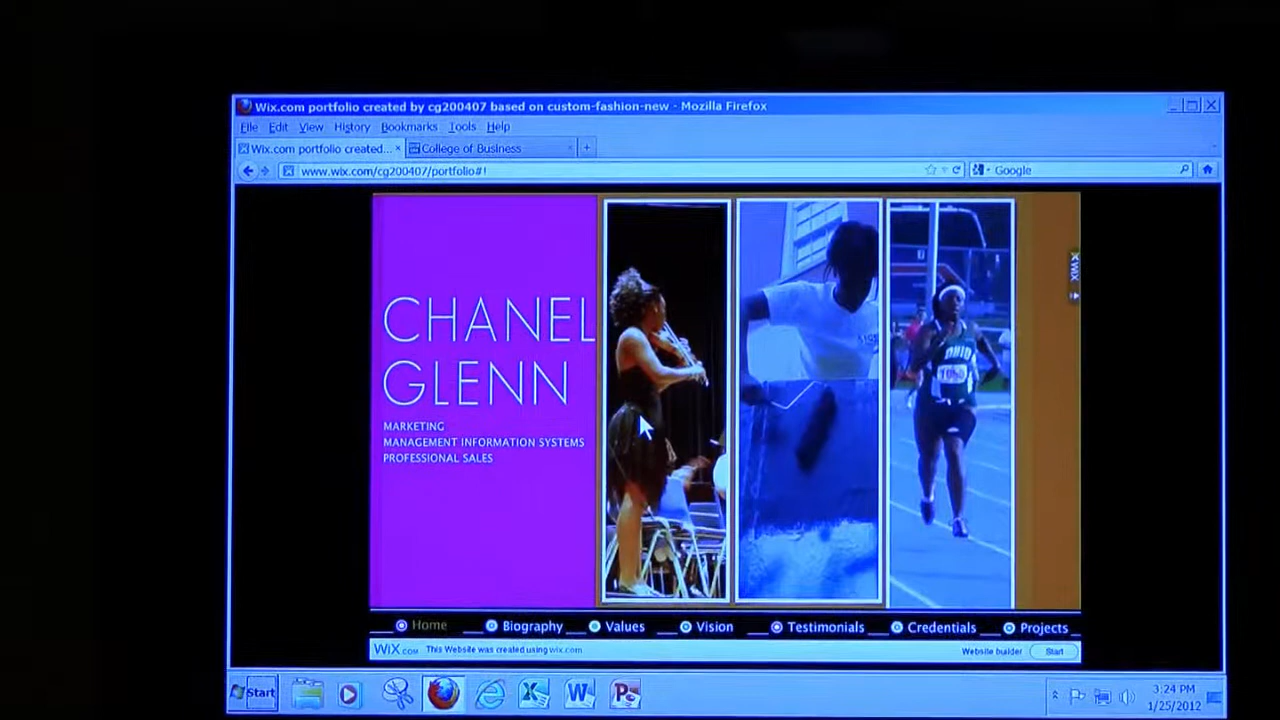 Wix.com portfolio created by cg200407 based on custom-fashion-new - Mozilla Firefox
File Edit View History Bookmarks Tools Help
Wix.com portfolio created... × College of Business × +
www.wix.com/cg200407/portfolio#! Google
WiX
CHANEL
GLENN
MARKETING
MANAGEMENT INFORMATION SYSTEMS
PROFESSIONAL SALES
OHIO
Home Biography Values Vision Testimonials Credentials Projects
WiX.COM This Website was created using wix.com Website builder Start
Start 3:24 PM
1/25/2012